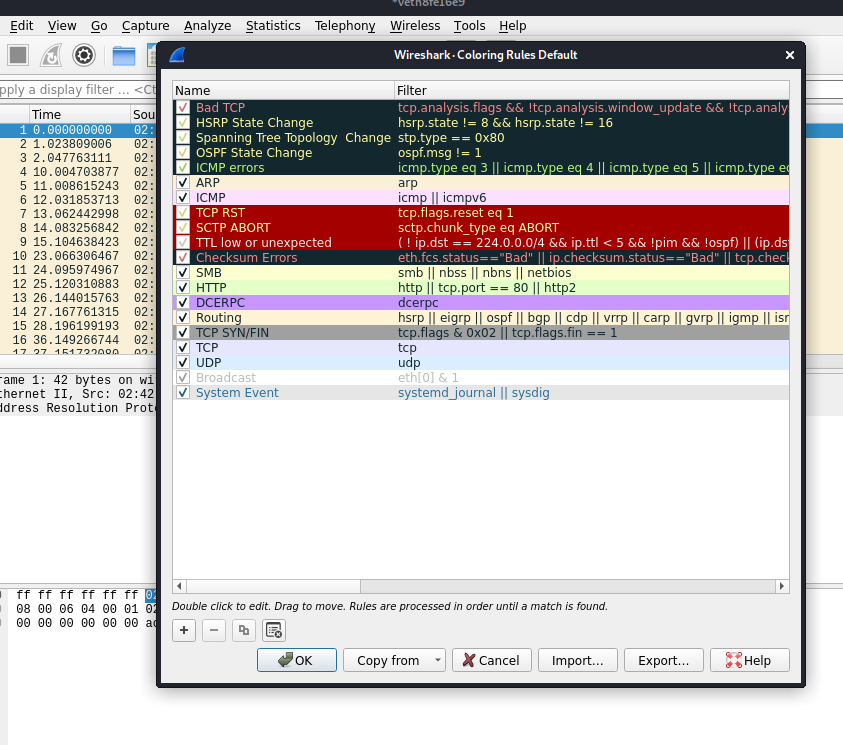 *veth8fe16e9
Edit View Go Capture Analyze Statistics Telephony Wireless Tools Help
Wireshark · Coloring Rules Default
pply a display filter ... <Ct
Time Sou
1 0.000000000 02:
2 1.023809006 02:
3 2.047763111 02:
4 10.004703877 02:
5 11.008615243 02:
6 12.031853713 02:
7 13.062442998 02:
8 14.083256842 02:
9 15.104638423 02:
10 23.066306467 02:
11 24.095974967 02:
12 25.120310883 02:
13 26.144015763 02:
14 27.167761315 02:
15 28.196199193 02:
16 36.149266744 02:
17 37.151732980 02:
rame 1: 42 bytes on wi
thernet II, Src: 02:42
ddress Resolution Prot
ff ff ff ff ff ff 02
08 00 06 04 00 01 02
00 00 00 00 00 00 ac
Name Filter
Bad TCP tcp.analysis.flags && !tcp.analysis.window_update && !tcp.analy
HSRP State Change hsrp.state != 8 && hsrp.state != 16
Spanning Tree Topology Change stp.type == 0x80
OSPF State Change ospf.msg != 1
ICMP errors icmp.type eq 3 || icmp.type eq 4 || icmp.type eq 5 || icmp.type eq
ARP arp
ICMP icmp || icmpv6
TCP RST tcp.flags.reset eq 1
SCTP ABORT sctp.chunk_type eq ABORT
TTL low or unexpected ( ! ip.dst == 224.0.0.0/4 && ip.ttl < 5 && !pim && !ospf) || (ip.dst
Checksum Errors eth.fcs.status=="Bad" || ip.checksum.status=="Bad" || tcp.check
SMB smb || nbss || nbns || netbios
HTTP http || tcp.port == 80 || http2
DCERPC dcerpc
Routing hsrp || eigrp || ospf || bgp || cdp || vrrp || carp || gvrp || igmp || ism
TCP SYN/FIN tcp.flags & 0x02 || tcp.flags.fin == 1
TCP tcp
UDP udp
Broadcast eth[0] & 1
System Event systemd_journal || sysdig
Double click to edit. Drag to move. Rules are processed in order until a match is found.
OK Copy from Cancel Import... Export... Help